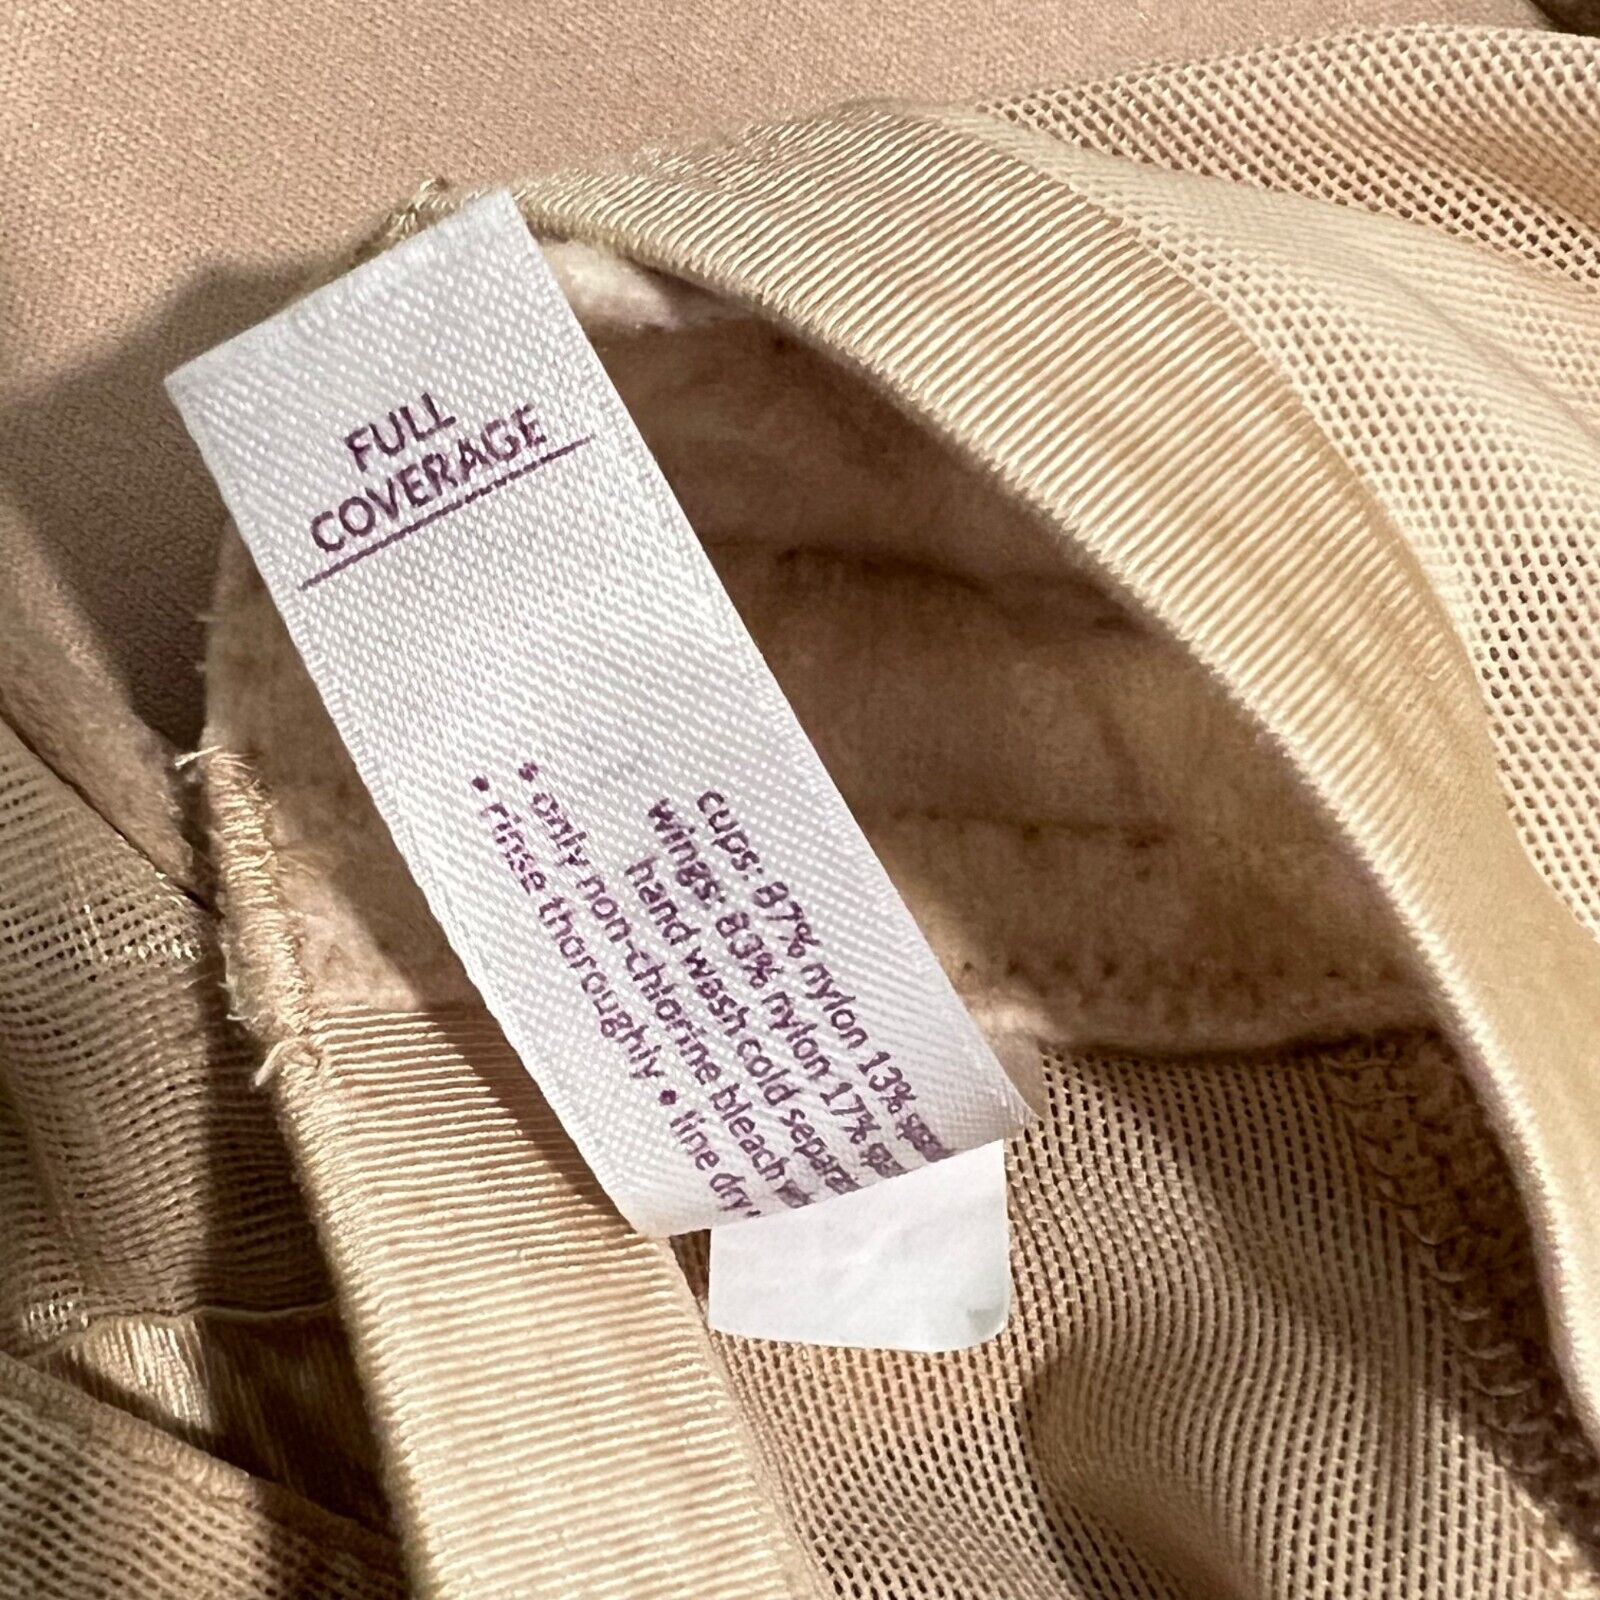 FULL
COVERAGE
cups: 87% nylon 13%
wings: 83% nylon 17%
hand wash cold
• only non-chlorine bleach
• rinse thoroughly • line dry